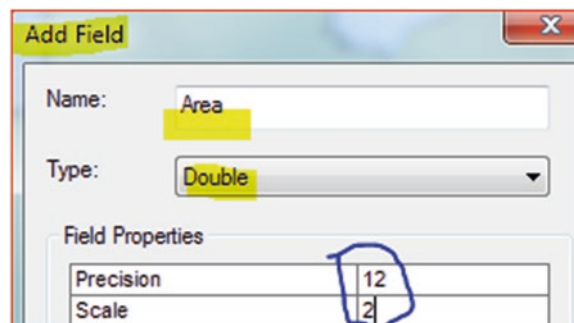 Add Field
Name: Area
Type: Double
Field Properties
Precision 12
Scale 2